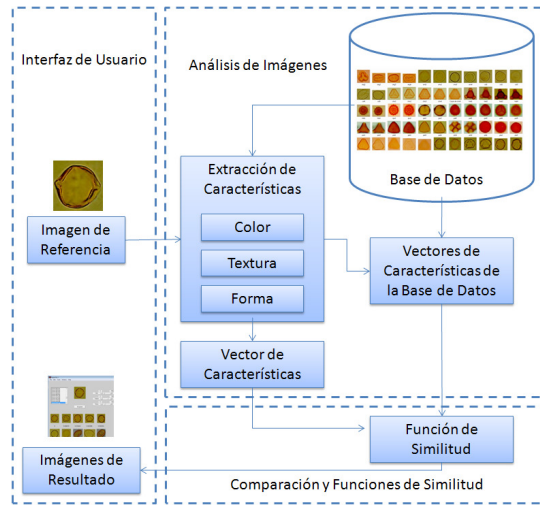 Interfaz de Usuario
Análisis de Imágenes
Extracción de
Características
Color
Textura
Forma
Base de Datos
Imagen de
Referencia
Vectores de
Características de
la Base de Datos
Vector de
Características
Función de
Similitud
Imágenes de
Resultado
Comparación y Funciones de Similitud